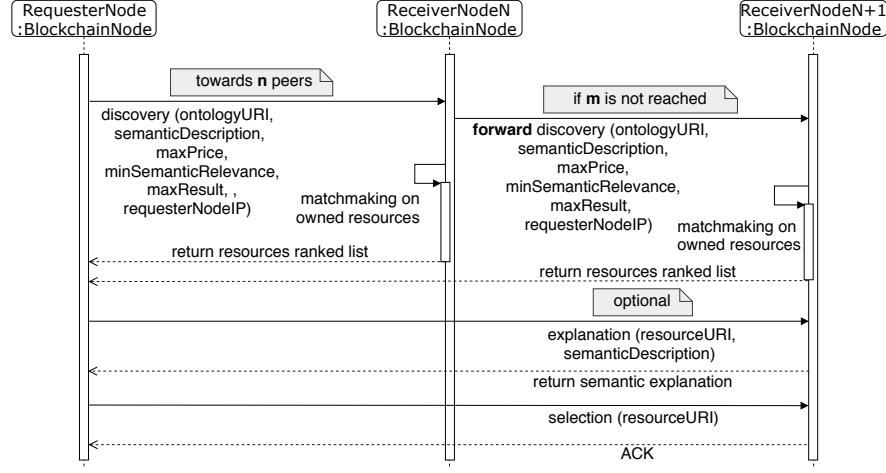 RequesterNode
:BlockchainNode
ReceiverNodeN
:BlockchainNode
ReceiverNodeN+1
:BlockchainNode
towards n peers
if m is not reached
discovery (ontologyURI,
semanticDescription,
maxPrice,
minSemanticRelevance,
maxResult, ,
requesterNodeIP)
forward discovery (ontologyURI,
semanticDescription,
maxPrice,
minSemanticRelevance,
maxResult,
requesterNodeIP)
matchmaking on
owned resources
matchmaking on
owned resources
return resources ranked list
return resources ranked list
optional
explanation (resourceURI,
semanticDescription)
return semantic explanation
selection (resourceURI)
ACK